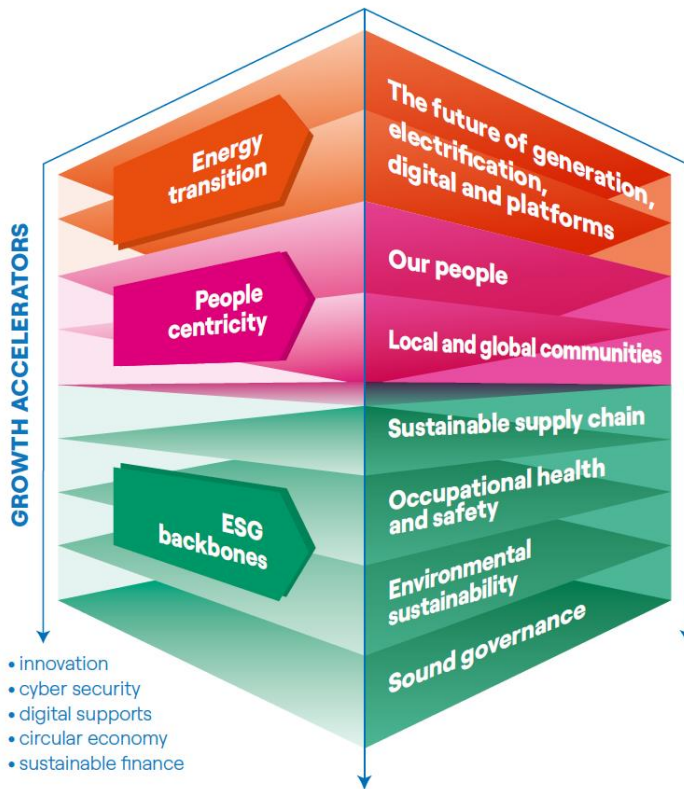 Energy
transition
The future of generation,
electrification,
digital and platforms
People
centricity
Our people
Local and global communities
ESG
backbones
Sustainable supply chain
Occupational health
and safety
Environmental
sustainability
Sound governance
GROWTH ACCELERATORS
• innovation
• cyber security
• digital supports
• circular economy
• sustainable finance